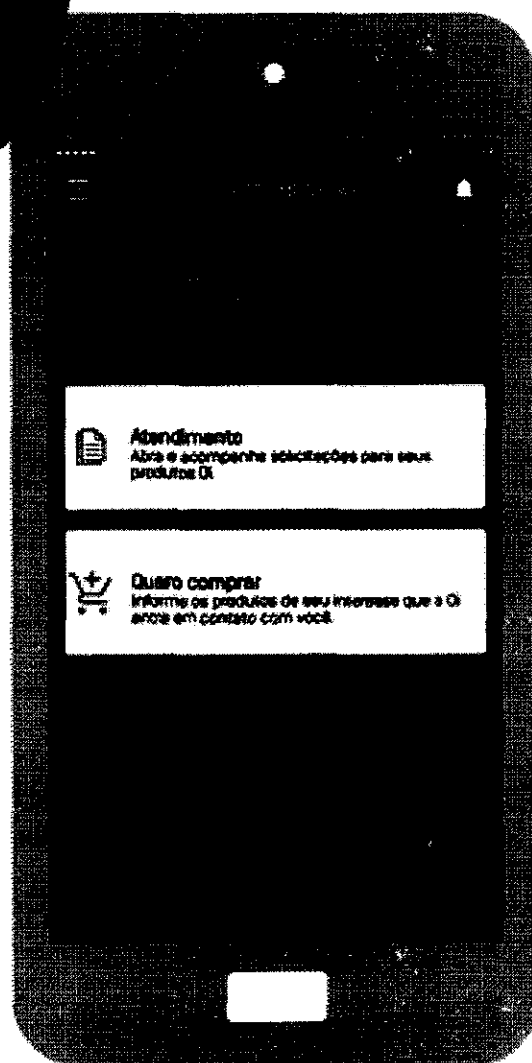 Atendimento
Abra e acompanhe solicitações para seus
produtos Oi.
Quero comprar
Informe os produtos de seu interesse que a Oi
entra em contato com você.